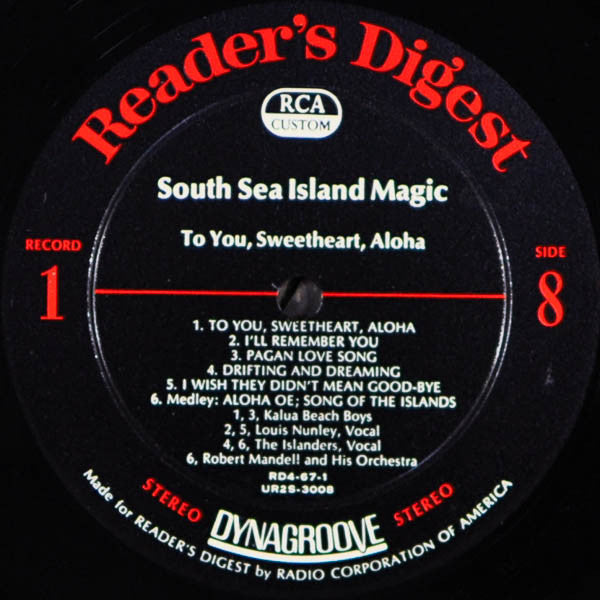 Reader's Digest
RCA
CUSTOM
South Sea Island Magic
To You, Sweetheart, Aloha
RECORD
1
SIDE
8
1. TO YOU, SWEETHEART, ALOHA
2. I'LL REMEMBER YOU
3. PAGAN LOVE SONG
4. DRIFTING AND DREAMING
5. I WISH THEY DIDN'T MEAN GOOD-BYE
6. Medley: ALOHA OE; SONG OF THE ISLANDS
1, 3, Kalua Beach Boys
2, 5, Louis Nunley, Vocal
4, 6, The Islanders, Vocal
6, Robert Mandell and His Orchestra
RD4-67-1
UR2S-3008
STEREO
DYNAGROOVE
STEREO
Made for READER'S DIGEST by RADIO CORPORATION OF AMERICA